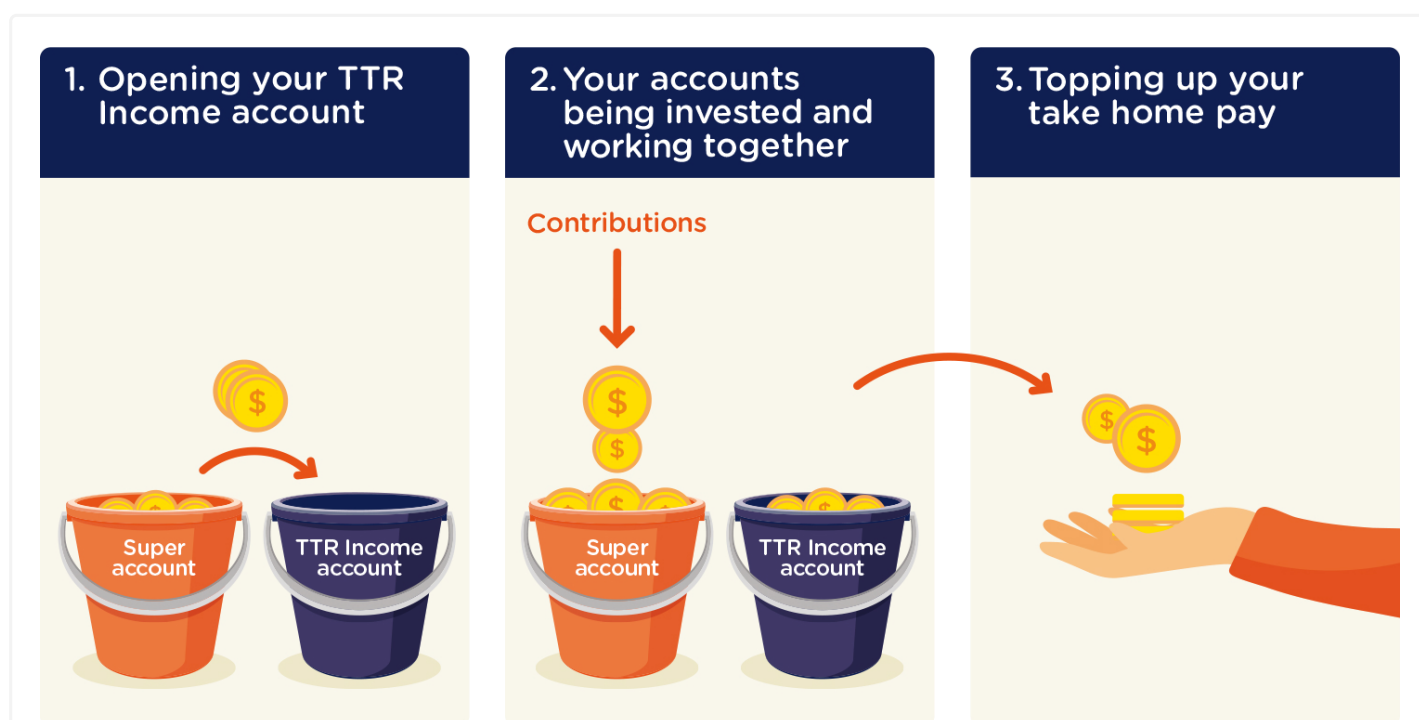 1. Opening your TTR
Income account
2. Your accounts
being invested and
working together
3. Topping up your
take home pay
Contributions
$
$
$
$
$
$
$
Super
account
TTR Income
account
Super
account
TTR Income
account